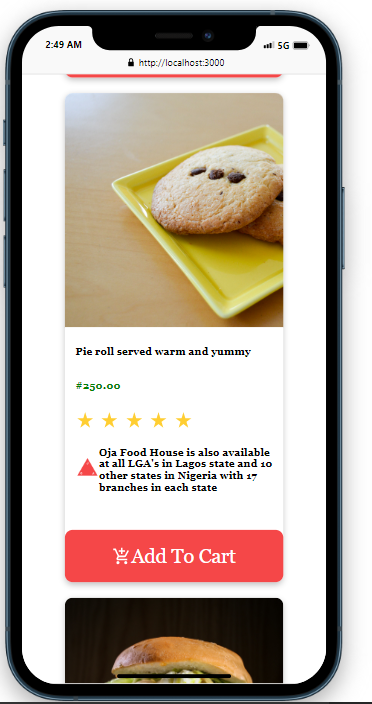 2:49 AM
5G
http://localhost:3000
Pie roll served warm and yummy
#250.00
Oja Food House is also available
at all LGA's in Lagos state and 10
other states in Nigeria with 17
branches in each state
Add To Cart